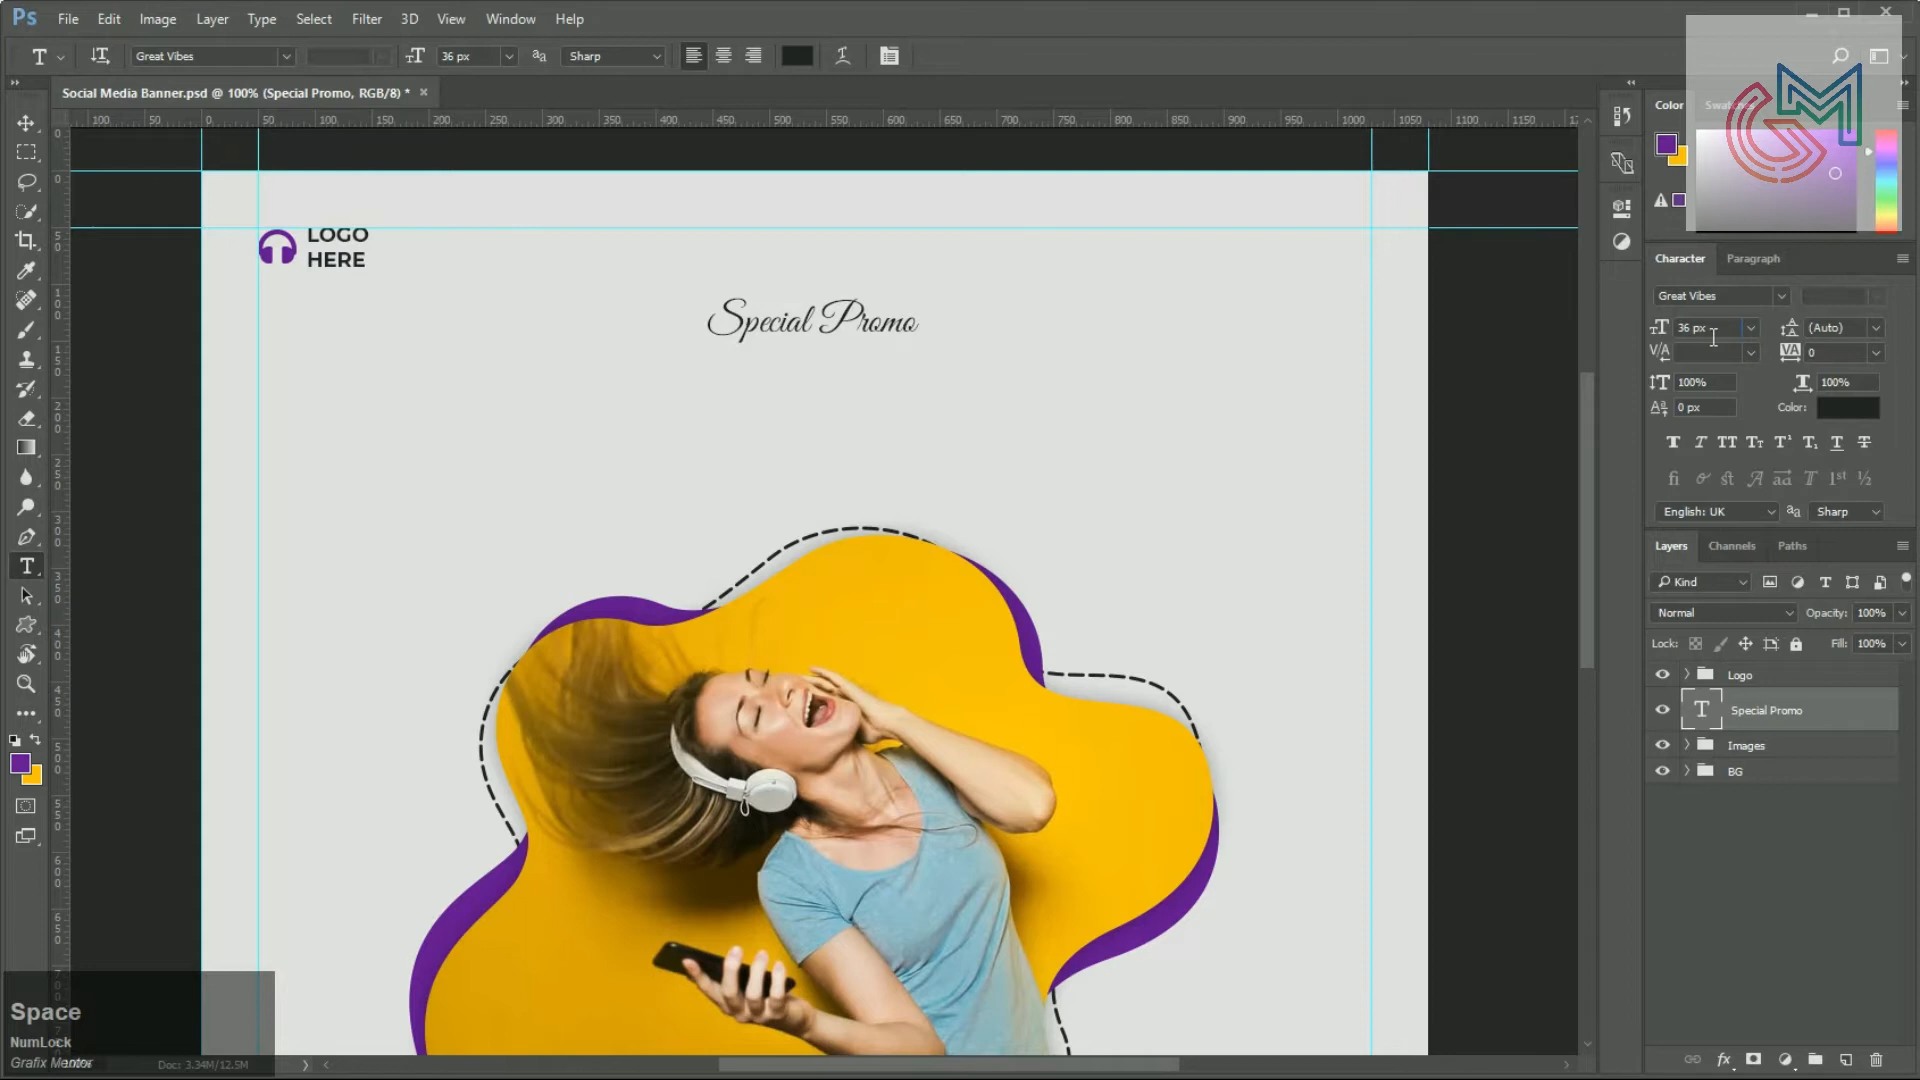 Ps File Edit Image Layer Type Select Filter 3D View Window Help
Great Vibes 36 px Sharp
Social Media Banner.psd @ 100% (Special Promo, RGB/8) *
100 50 0 50 100 150 200 250 300 350 400 450 500 550 600 650 700 750 800 850 900 950 1000 1050 1100 1150
Color
GM
LOGO
HERE
Special Promo
Character Paragraph
Great Vibes
36 px (Auto)
0
100% 100%
0 px Color:
English: UK Sharp
Layers Channels Paths
Kind
Normal Opacity: 100%
Lock: Fill: 100%
Logo
Special Promo
Images
BG
Space
NumLock
Grafix Mentor
Doc: 3.34M/12.5M